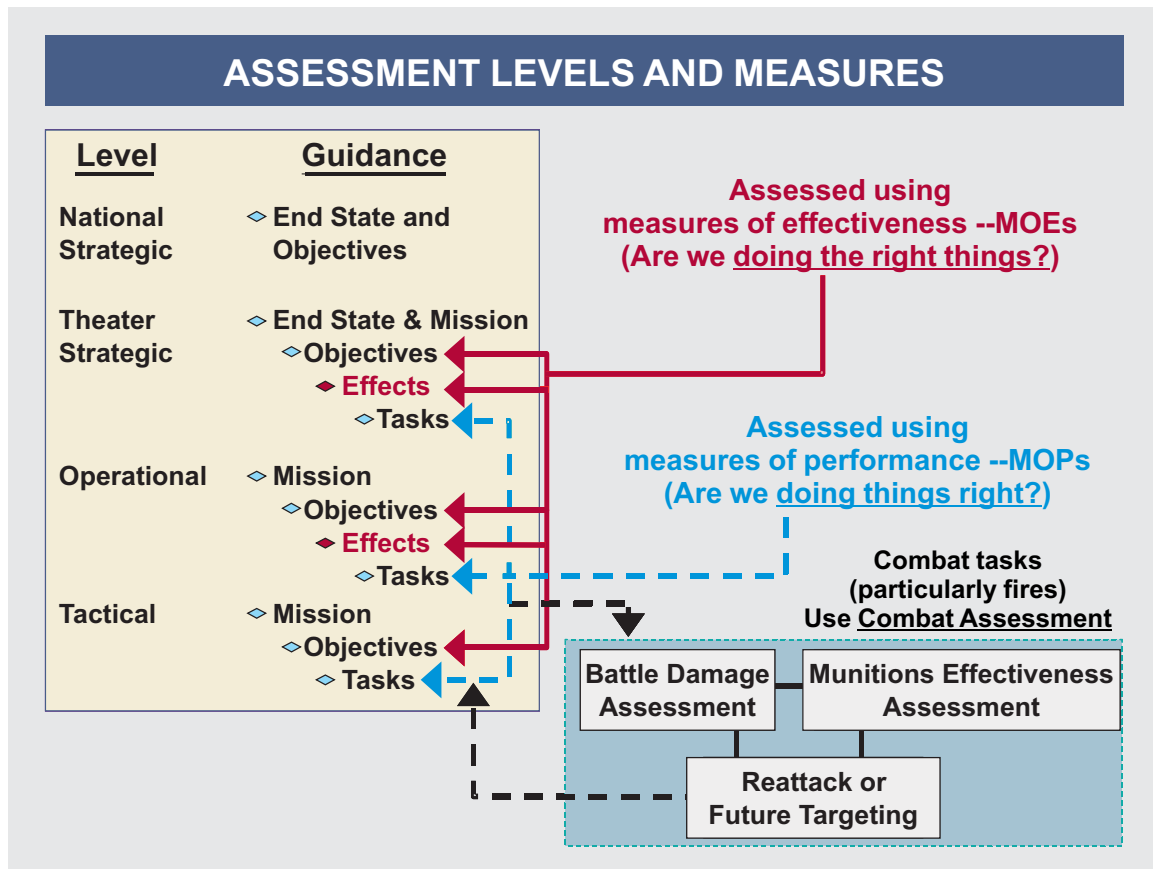 ASSESSMENT LEVELS AND MEASURES
Level Guidance
National
Strategic
End State and
Objectives
Theater
Strategic
End State & Mission
Objectives
Effects
Tasks
Operational
Mission
Objectives
Effects
Tasks
Tactical
Mission
Objectives
Tasks
Assessed using
measures of effectiveness --MOEs
(Are we doing the right things?)
Assessed using
measures of performance --MOPs
(Are we doing things right?)
Combat tasks
(particularly fires)
Use Combat Assessment
Battle Damage
Assessment
Munitions Effectiveness
Assessment
Reattack or
Future Targeting